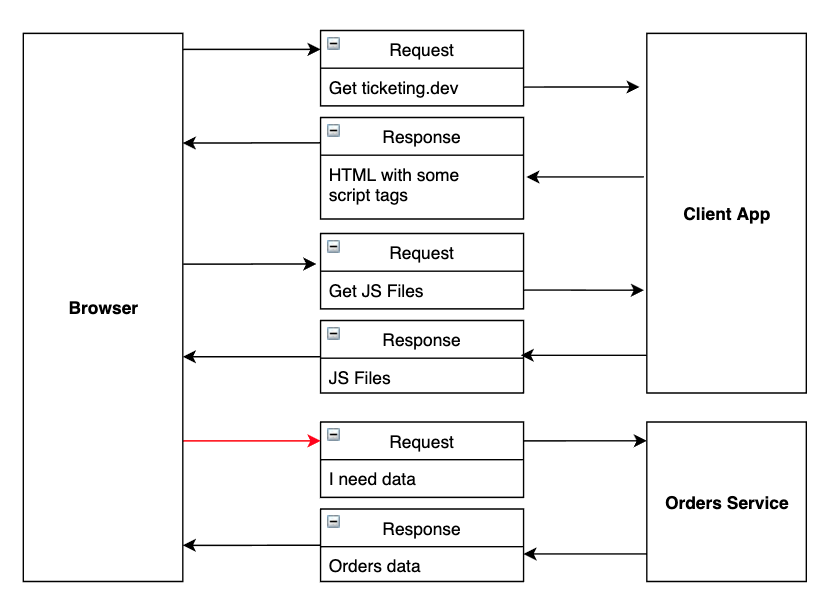 Browser
Request
Get ticketing.dev
Response
HTML with some
script tags
Request
Get JS Files
Response
JS Files
Client App
Request
I need data
Response
Orders data
Orders Service